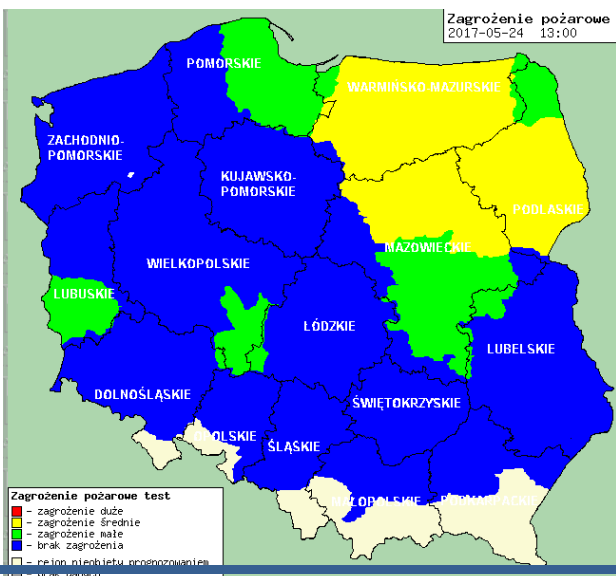 Zagrożenie pożarowe
2017-05-24 13:00
POMORSKIE
WARMIŃSKO-MAZURSKIE
ZACHODNIO-
POMORSKIE
KUJAWSKO-
POMORSKIE
PODLASKIE
MAZOWIECKIE
WIELKOPOLSKIE
LUBUSKIE
ŁÓDZKIE
LUBELSKIE
DOLNOŚLĄSKIE
ŚWIĘTOKRZYSKIE
OPOLSKIE
ŚLĄSKIE
MAŁOPOLSKIE
PODKARPACKIE
Zagrożenie pożarowe test
- zagrożenie duże
- zagrożenie średnie
- zagrożenie małe
- brak zagrożenia
- rejon nieobjęty prognozowaniem